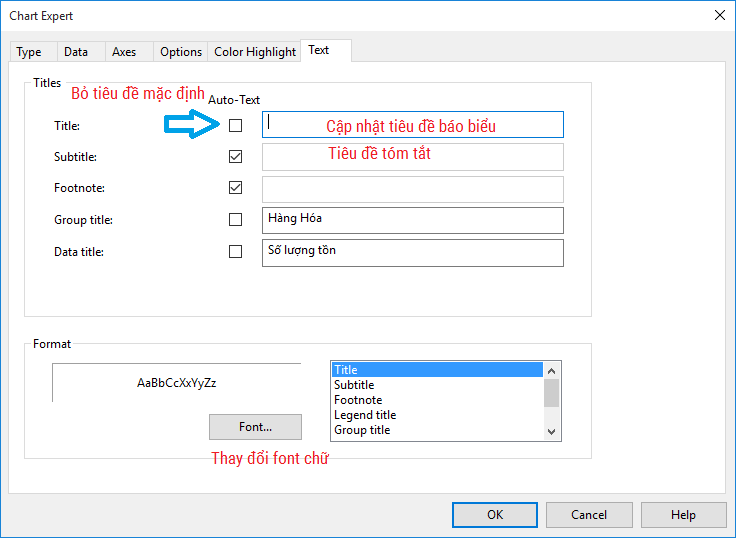 Chart Expert
Type Data Axes Options Color Highlight Text
Titles
Bỏ tiêu đề mặc định
Auto-Text
Title: Cập nhật tiêu đề báo biểu
Subtitle: Tiêu đề tóm tắt
Footnote:
Group title: Hàng Hóa
Data title: Số lượng tồn
Format
AaBbCcXxYyZz
Title
Subtitle
Footnote
Legend title
Group title
Font...
Thay đổi font chữ
OK Cancel Help